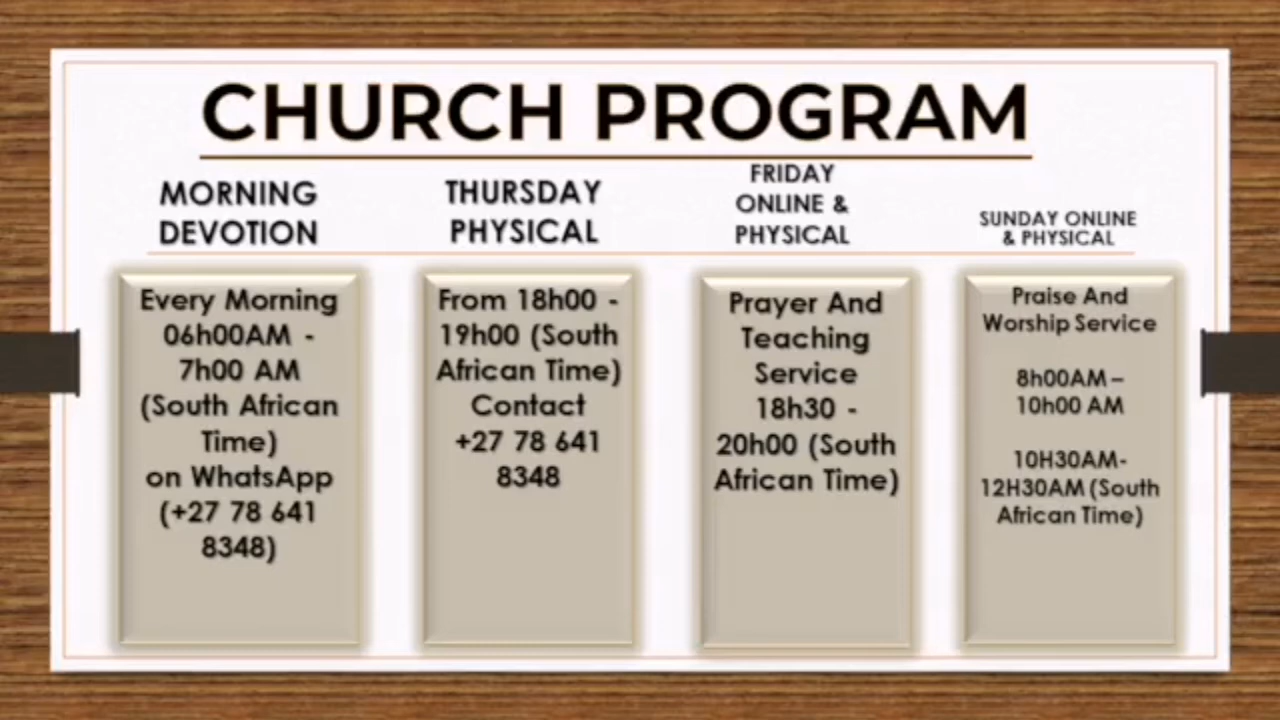 CHURCH PROGRAM
MORNING
DEVOTION
Every Morning
06h00AM -
7h00 AM
(South African
Time)
on WhatsApp
(+27 78 641
8348)
THURSDAY
PHYSICAL
From 18h00 -
19h00 (South
African Time)
Contact
+27 78 641
8348
FRIDAY
ONLINE &
PHYSICAL
Prayer And
Teaching
Service
18h30 -
20h00 (South
African Time)
SUNDAY ONLINE
& PHYSICAL
Praise And
Worship Service
8h00AM –
10h00 AM
10H30AM-
12H30AM (South
African Time)